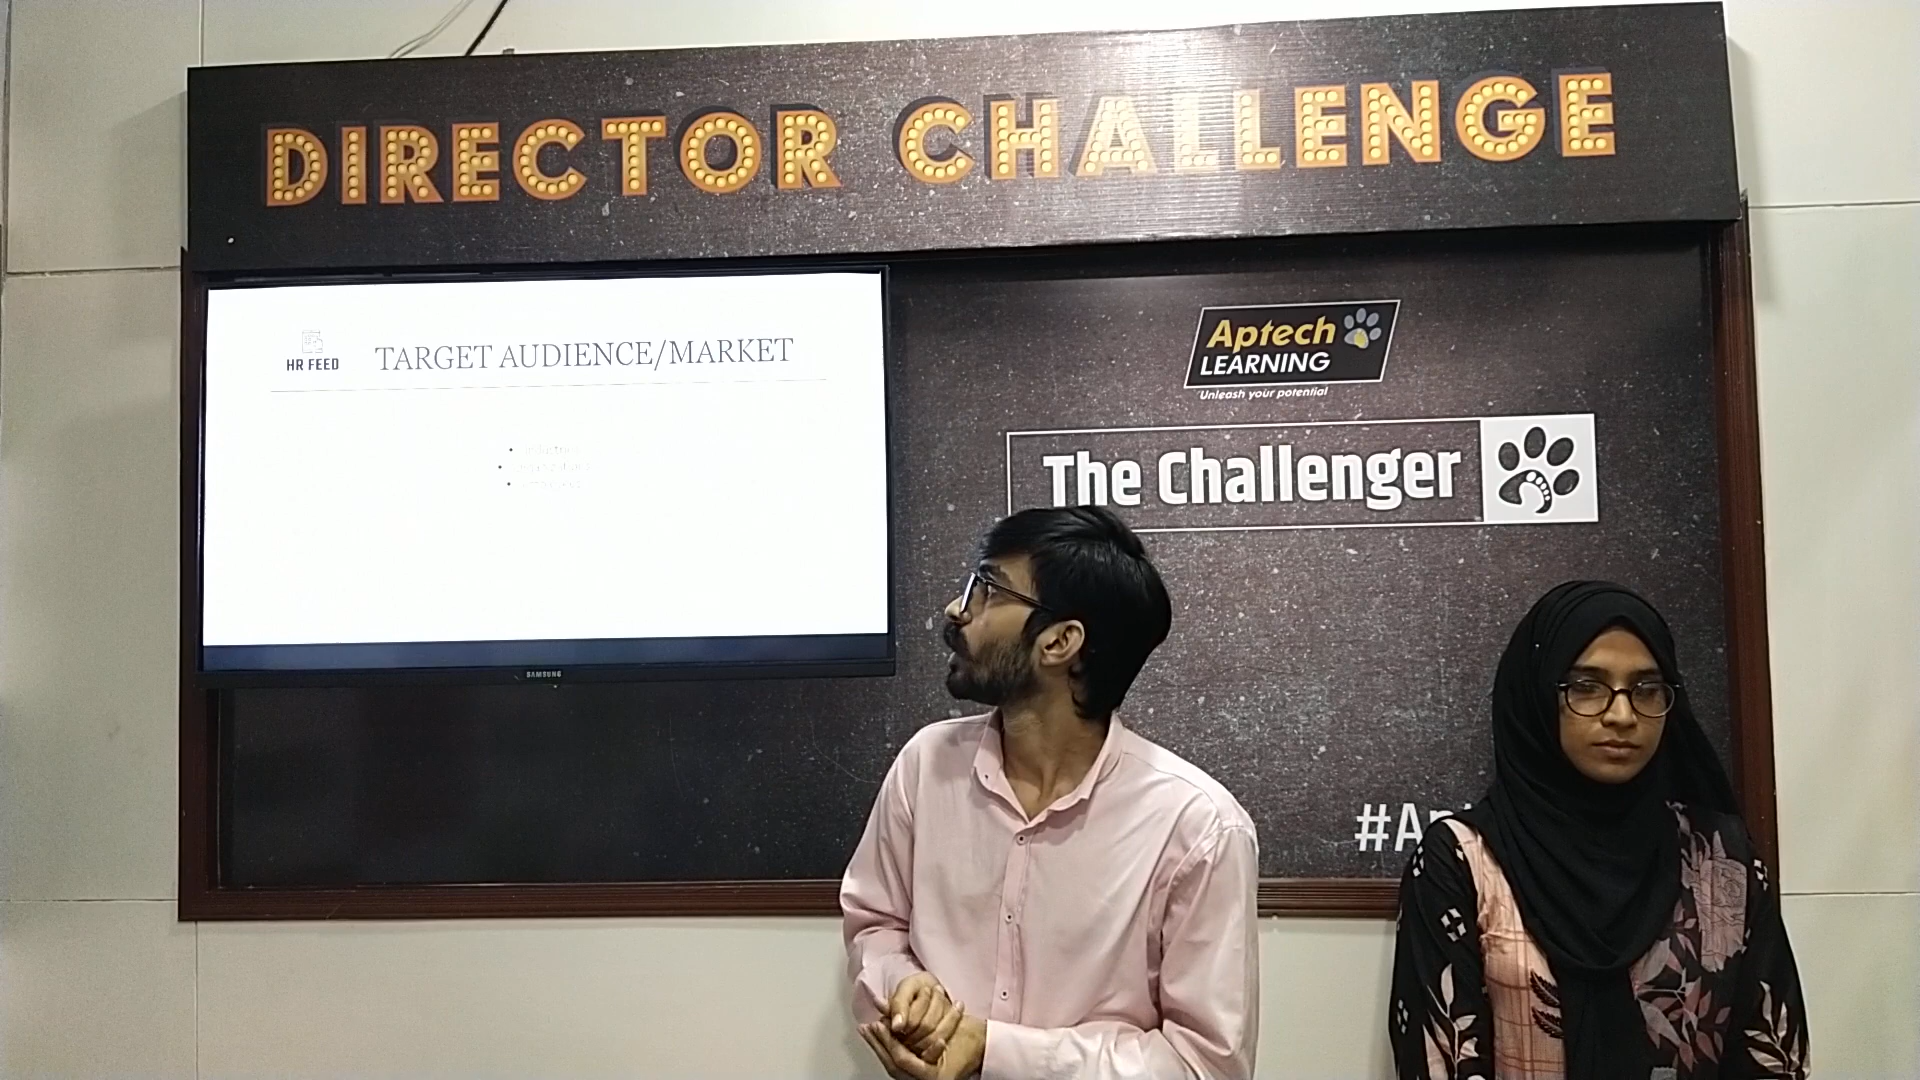 DIRECTOR CHALLENGE
HR FEED
TARGET AUDIENCE/MARKET
SAMSUNG
Aptech
LEARNING
Unleash your potential
The Challenger